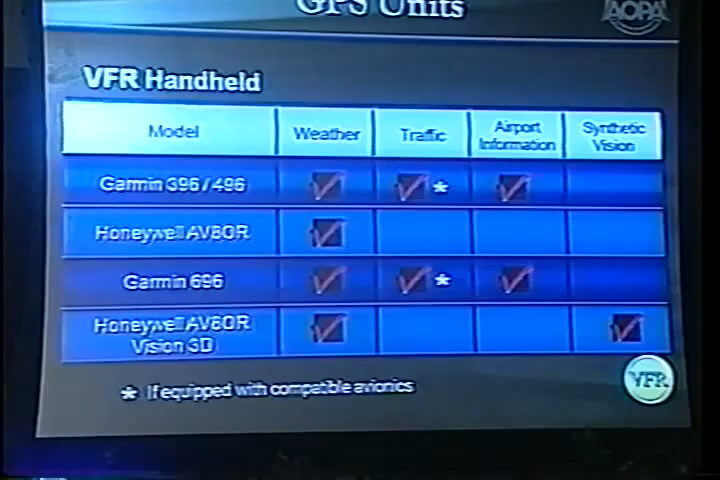 GPS Units
AOPA
VFR Handheld
Model Weather Traffic Airport Information Synthetic Vision
Garmin 396 / 496 *
Honeywell AV8OR
Garmin 696 *
Honeywell AV8OR
Vision 3D
* If equipped with compatible avionics
VFR